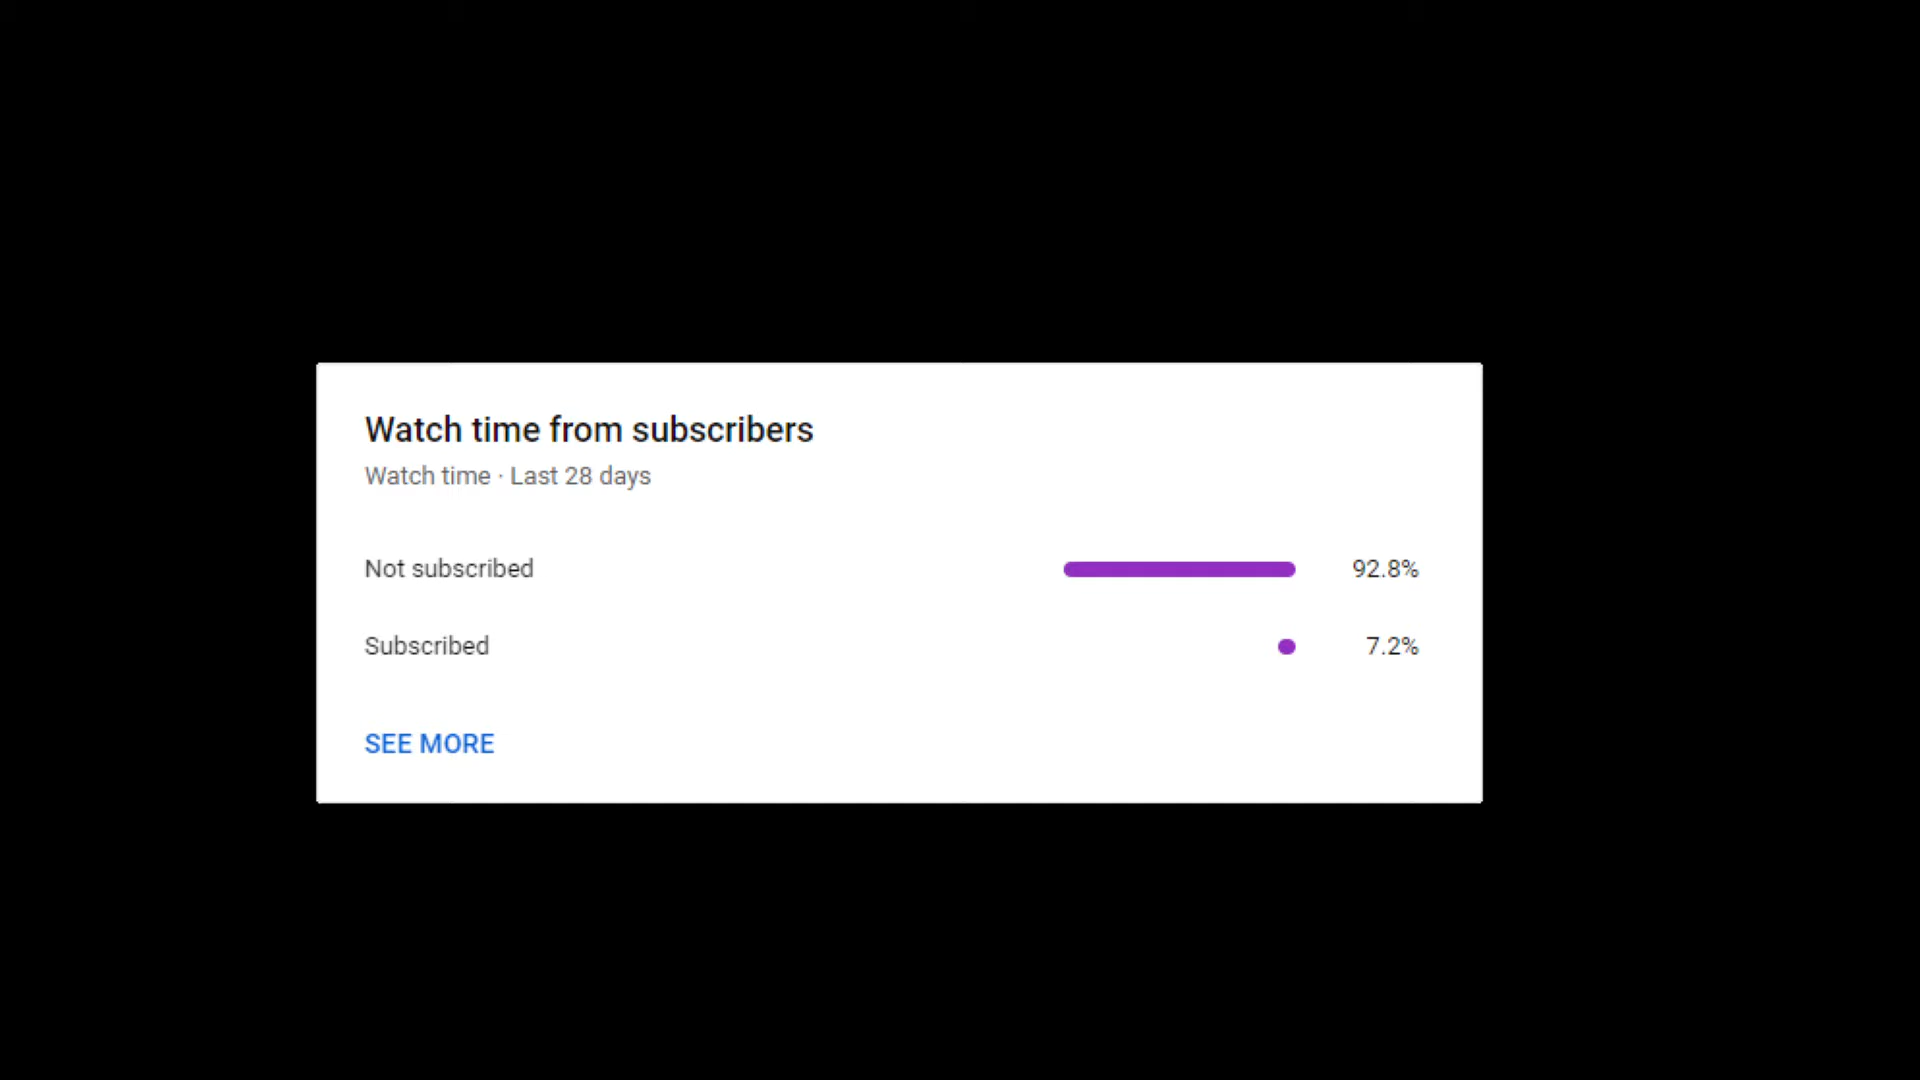 Watch time from subscribers
Watch time · Last 28 days
Not subscribed 92.8%
Subscribed 7.2%
SEE MORE